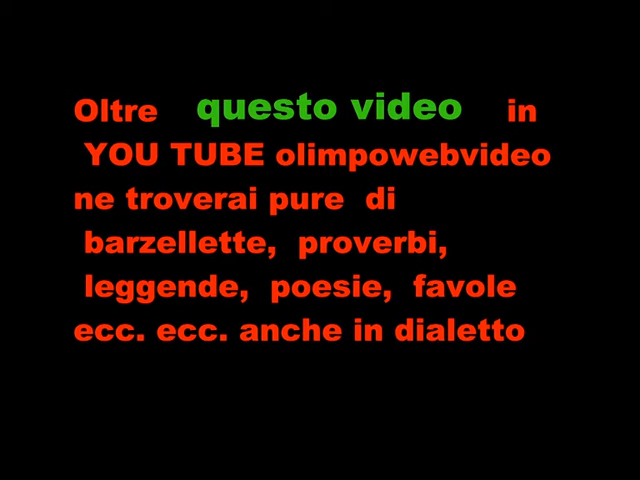 Oltre questo video in
YOU TUBE olimpowebvideo
ne troverai pure di
barzellette, proverbi,
leggende, poesie, favole
ecc. ecc. anche in dialetto